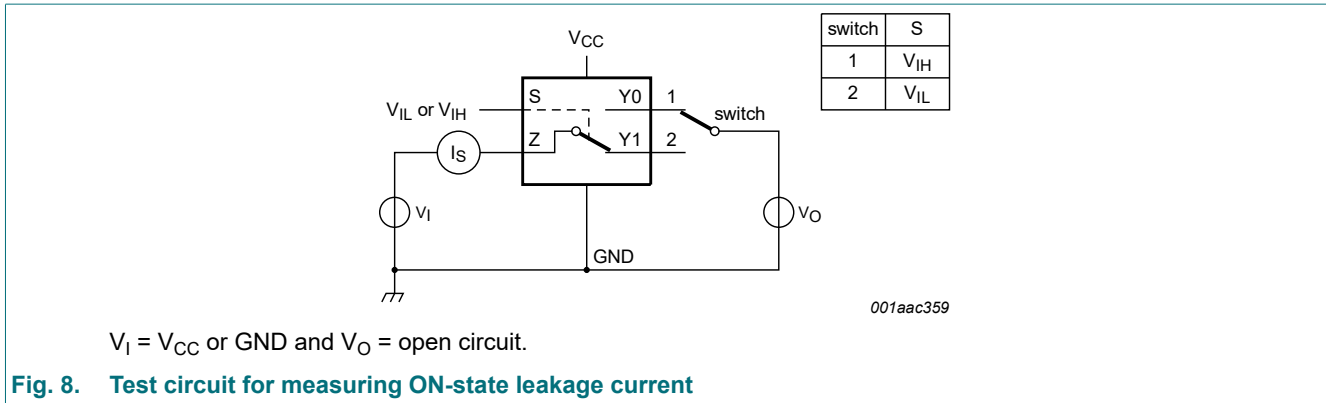 switch S
1 VIH
2 VIL
VCC
VIL or VIH
S
Y0
1
switch
Z
Y1
2
IS
VI
VO
GND
001aac359
VI = VCC or GND and VO = open circuit.
Fig. 8. Test circuit for measuring ON-state leakage current